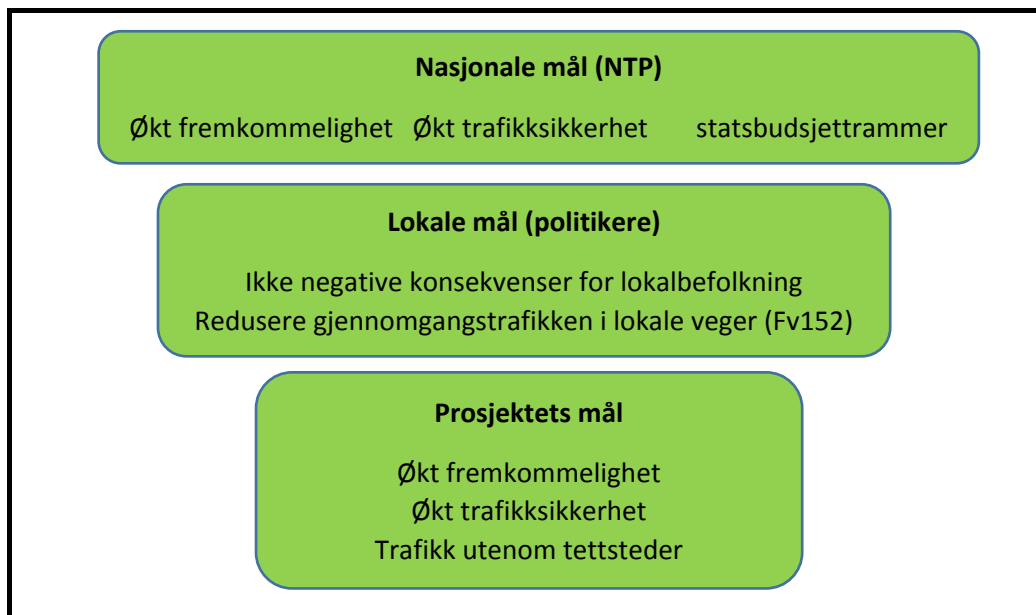 Nasjonale mål (NTP)
Økt fremkommelighet Økt trafikksikkerhet statsbudsjettrammer
Lokale mål (politikere)
Ikke negative konsekvenser for lokalbefolkning
Redusere gjennomgangstrafikken i lokale veger (Fv152)
Prosjektets mål
Økt fremkommelighet
Økt trafikksikkerhet
Trafikk utenom tettsteder